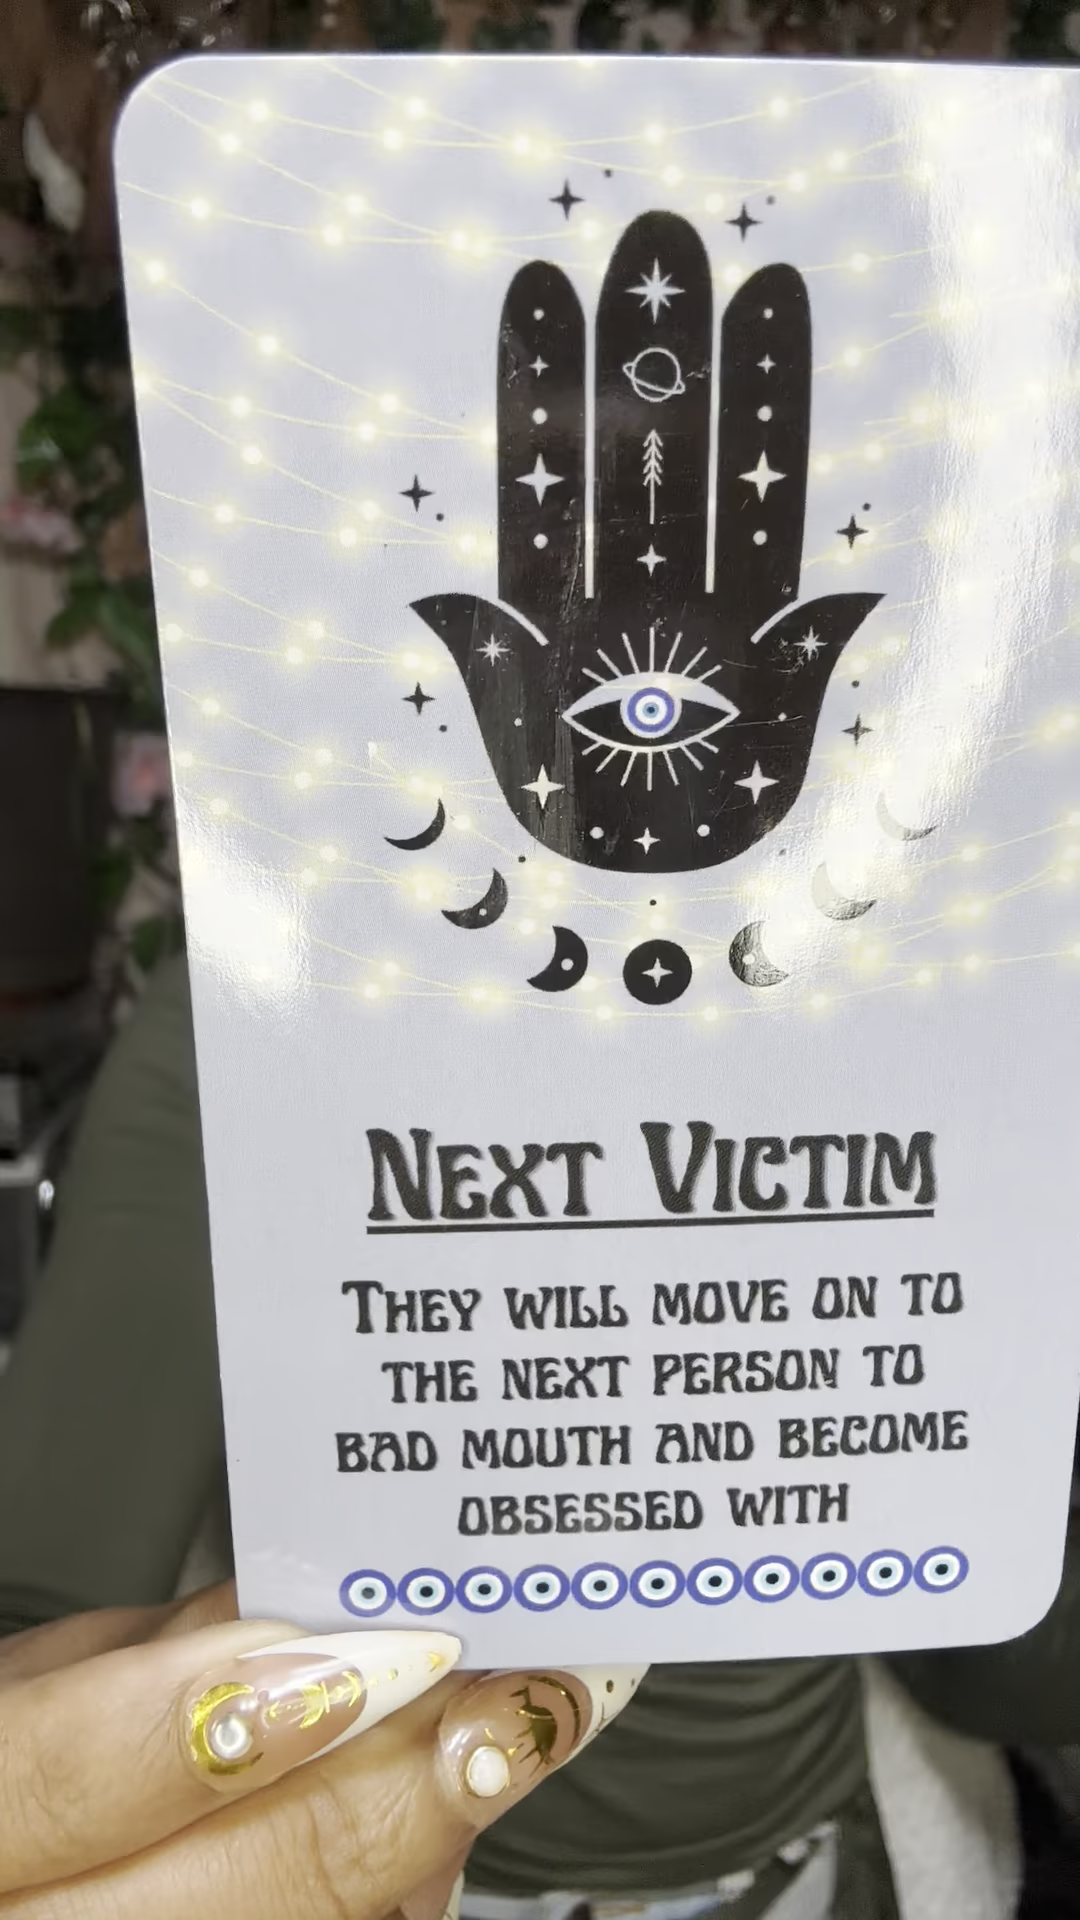 NEXT VICTIM
THEY WILL MOVE ON TO
THE NEXT PERSON TO
BAD MOUTH AND BECOME
OBSESSED WITH